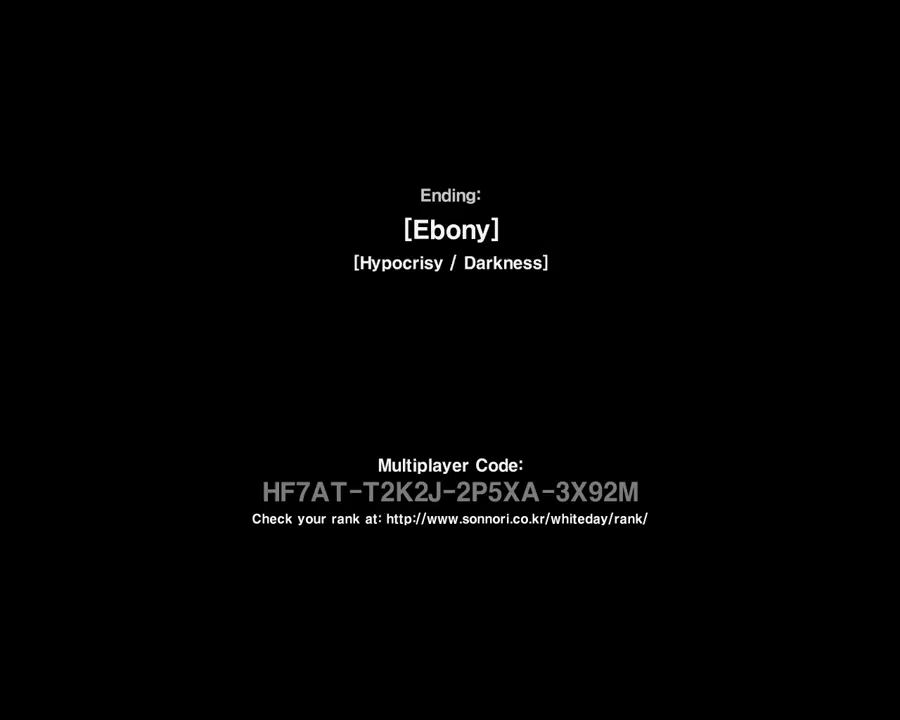 Ending:
[Ebony]
[Hypocrisy / Darkness]
Multiplayer Code:
HF7AT-T2K2J-2P5XA-3X92M
Check your rank at: http://www.sonnori.co.kr/whiteday/rank/